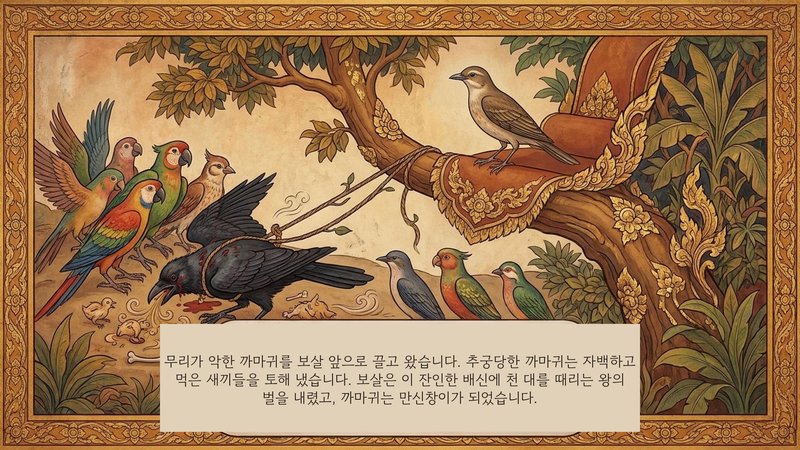 무리가 악한 까마귀를 보살 앞으로 끌고 왔습니다. 추궁당한 까마귀는 자백하고
먹은 새끼들을 토해 냈습니다. 보살은 이 잔인한 배신에 천 대를 때리는 왕의
벌을 내렸고, 까마귀는 만신창이가 되었습니다.